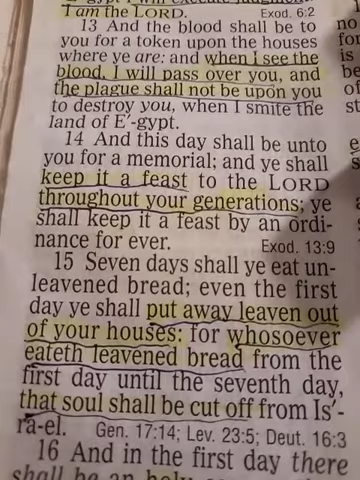 I am the LORD. Exod. 6:2
13 And the blood shall be to
you for a token upon the houses
where ye are: and when I see the
blood, I will pass over you, and
the plague shall not be upon you
to destroy you, when I smite the
land of E'-gypt.
14 And this day shall be unto
you for a memorial; and ye shall
keep it a feast to the LORD
throughout your generations; ye
shall keep it a feast by an ordi-
nance for ever. Exod. 13:9
15 Seven days shall ye eat un-
leavened bread; even the first
day ye shall put away leaven out
of your houses: for whosoever
eateth leavened bread from the
first day until the seventh day,
that soul shall be cut off from Is'-
ra-el. Gen. 17:14; Lev. 23:5; Deut. 16:3
16 And in the first day there
shall be an holy